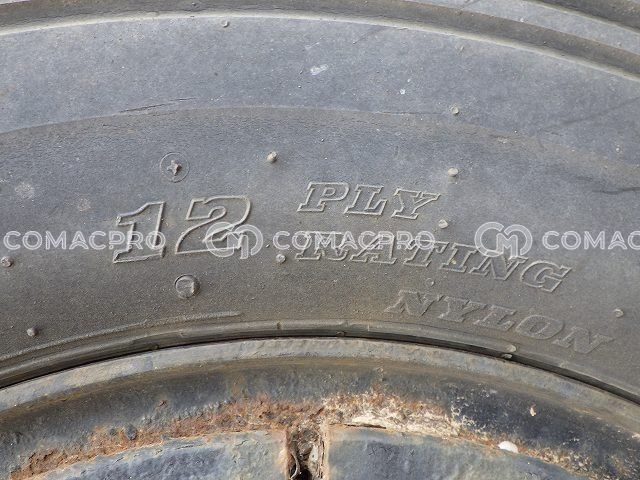 12 PLY
RATING
NYLON
COMACPRO COMACPRO COMACPRO